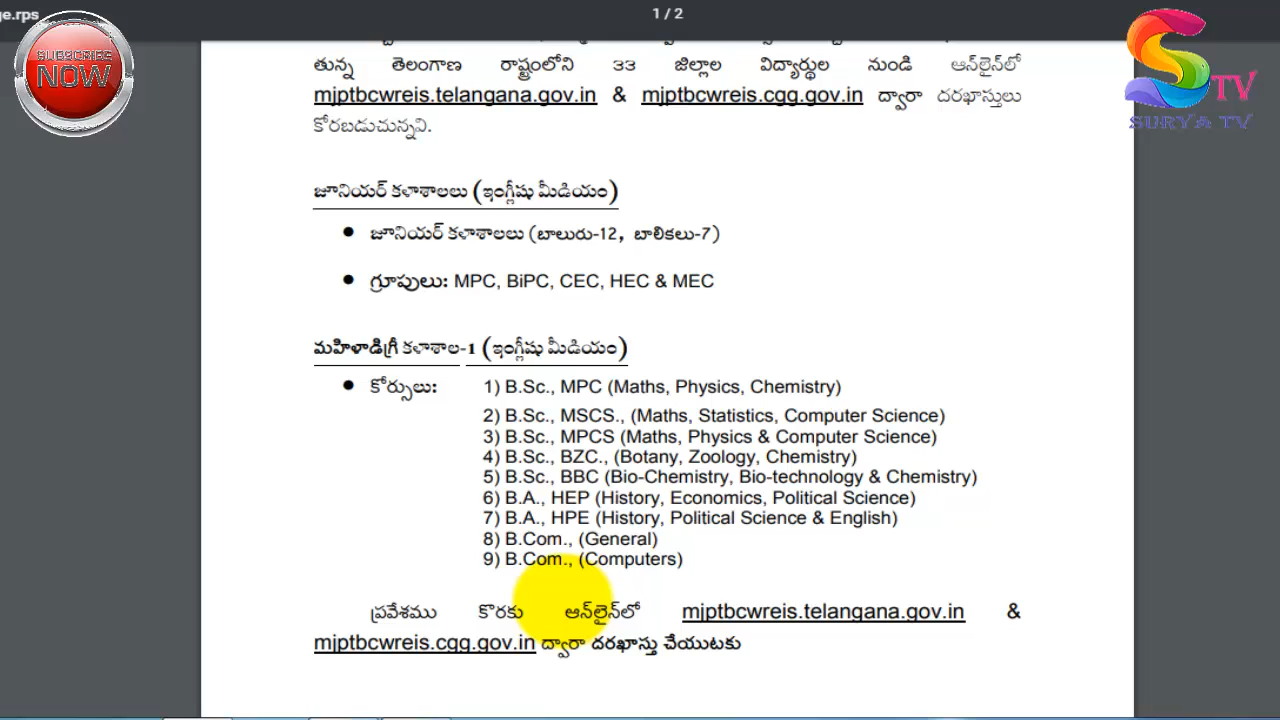 ge.rps
1 / 2
SUBSCRIBE
NOW
TV
SURYA TV
తున్న తెలంగాణ రాష్ట్రంలోని 33 జిల్లాల విద్యార్థుల నుండి ఆన్‌లైన్‌లో
mjptbcwreis.telangana.gov.in & mjptbcwreis.cgg.gov.in ద్వారా దరఖాస్తులు
కోరబడుచున్నవి.
జూనియర్ కళాశాలలు (ఇంగ్లీషు మీడియం)
● జూనియర్ కళాశాలలు (బాలురు-12, బాలికలు-7)
● గ్రూపులు: MPC, BiPC, CEC, HEC & MEC
మహిళాడిగ్రీ కళాశాల-1 (ఇంగ్లీషు మీడియం)
● కోర్సులు: 1) B.Sc., MPC (Maths, Physics, Chemistry)
2) B.Sc., MSCS., (Maths, Statistics, Computer Science)
3) B.Sc., MPCS (Maths, Physics & Computer Science)
4) B.Sc., BZC., (Botany, Zoology, Chemistry)
5) B.Sc., BBC (Bio-Chemistry, Bio-technology & Chemistry)
6) B.A., HEP (History, Economics, Political Science)
7) B.A., HPE (History, Political Science & English)
8) B.Com., (General)
9) B.Com., (Computers)
ప్రవేశము కొరకు ఆన్‌లైన్‌లో mjptbcwreis.telangana.gov.in &
mjptbcwreis.cgg.gov.in ద్వారా దరఖాస్తు చేయుటకు